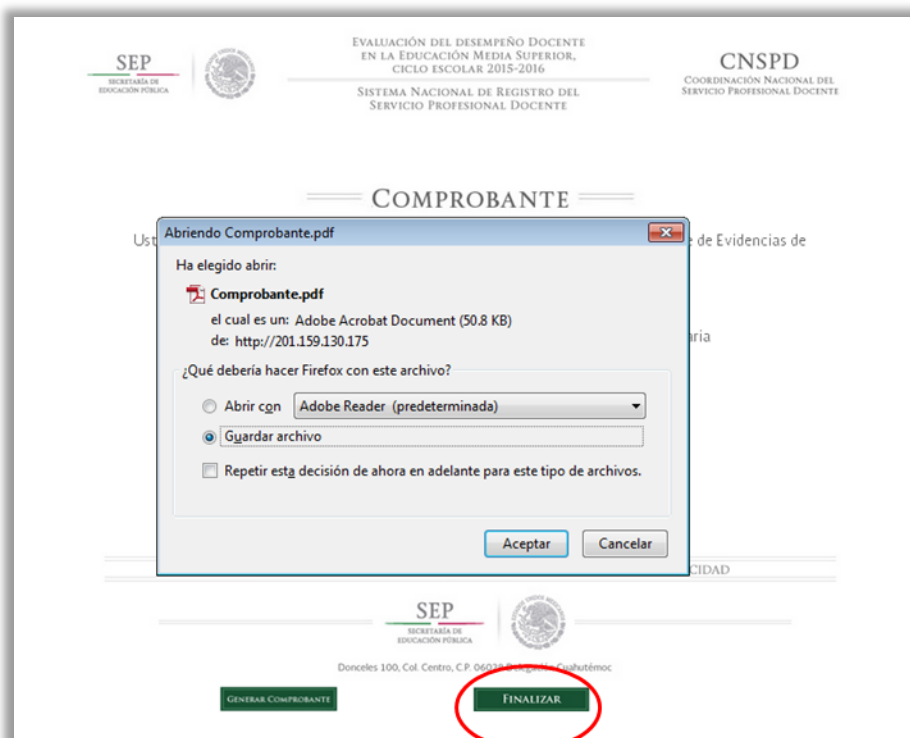 SEP
SECRETARÍA DE
EDUCACIÓN PÚBLICA
EVALUACIÓN DEL DESEMPEÑO DOCENTE
EN LA EDUCACIÓN MEDIA SUPERIOR,
CICLO ESCOLAR 2015-2016
SISTEMA NACIONAL DE REGISTRO DEL
SERVICIO PROFESIONAL DOCENTE
CNSPD
COORDINACIÓN NACIONAL DEL
SERVICIO PROFESIONAL DOCENTE
COMPROBANTE
Abriendo Comprobante.pdf
Ust
de Evidencias de
Ha elegido abrir:
Comprobante.pdf
el cual es un: Adobe Acrobat Document (50.8 KB)
de: http://201.159.130.175
aria
¿Qué debería hacer Firefox con este archivo?
Abrir con Adobe Reader (predeterminada)
Guardar archivo
Repetir esta decisión de ahora en adelante para este tipo de archivos.
Aceptar Cancelar
CIDAD
SEP
SECRETARÍA DE
EDUCACIÓN PÚBLICA
Donceles 100, Col. Centro, C.P. 06020 Delegación Cuahutémoc
GENERAR COMPROBANTE FINALIZAR